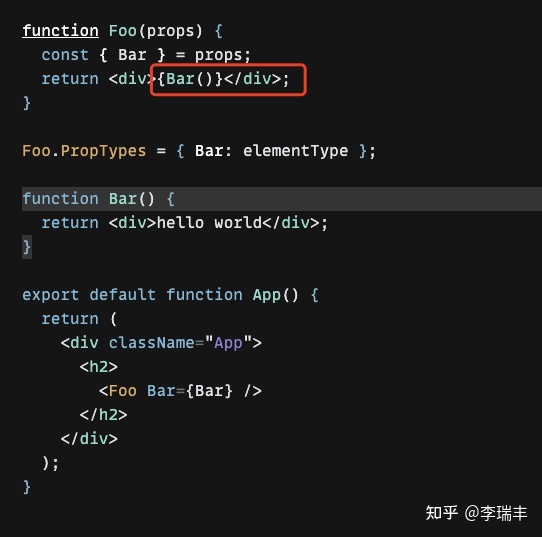 function Foo(props) {
  const { Bar } = props;
  return <div>{Bar()}</div>;
}

Foo.PropTypes = { Bar: elementType };

function Bar() {
  return <div>hello world</div>;
}

export default function App() {
  return (
    <div className="App">
      <h2>
        <Foo Bar={Bar} />
      </h2>
    </div>
  );
}
知乎 @李瑞丰